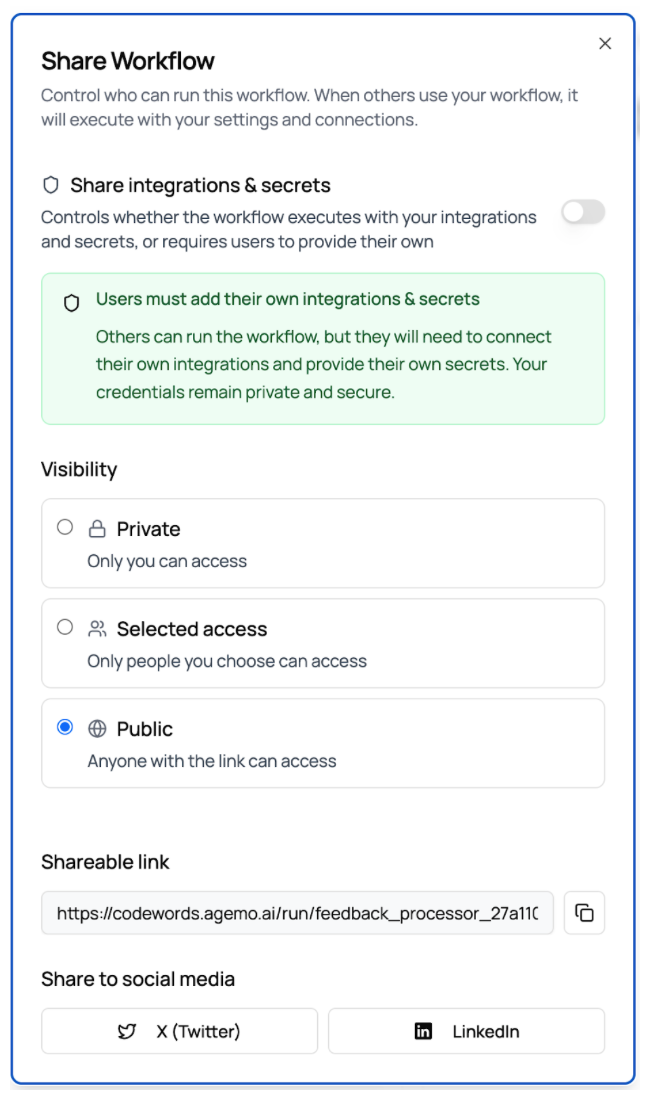 Share Workflow
Control who can run this workflow. When others use your workflow, it
will execute with your settings and connections.
Share integrations & secrets
Controls whether the workflow executes with your integrations
and secrets, or requires users to provide their own
Users must add their own integrations & secrets
Others can run the workflow, but they will need to connect
their own integrations and provide their own secrets. Your
credentials remain private and secure.
Visibility
Private
Only you can access
Selected access
Only people you choose can access
Public
Anyone with the link can access
Shareable link
https://codewords.agemo.ai/run/feedback_processor_27a110
Share to social media
X (Twitter)
LinkedIn